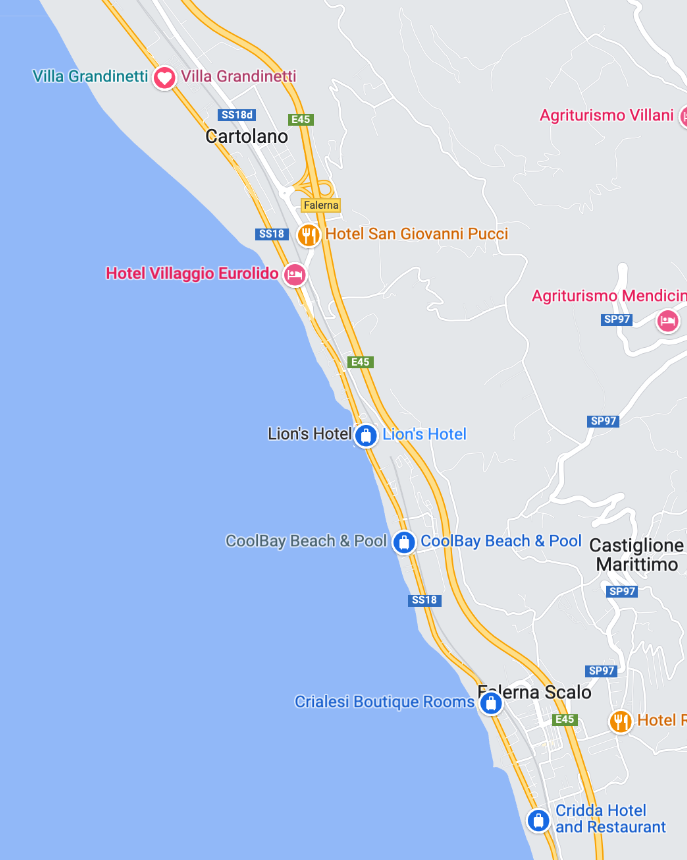 Villa Grandinetti
Villa Grandinetti
SS18d
E45
Agriturismo Villani
Cartolano
Falerna
SS18
Hotel San Giovanni Pucci
Hotel Villaggio Eurolido
Agriturismo Mendicin
SP97
E45
SP97
Lion's Hotel
Lion's Hotel
CoolBay Beach & Pool
CoolBay Beach & Pool
Castiglione
Marittimo
SP97
SS18
SP97
Falerna Scalo
Crialesi Boutique Rooms
E45
Hotel R
Cridda Hotel
and Restaurant